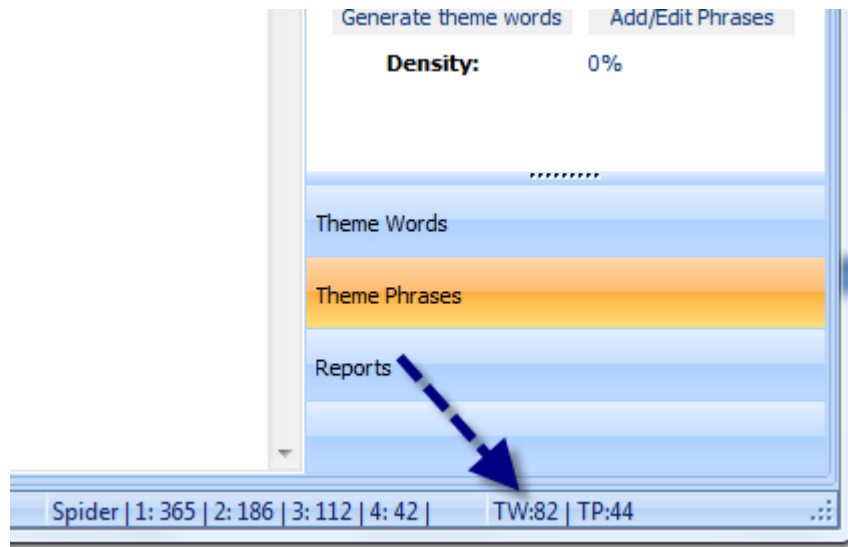 Generate theme words Add/Edit Phrases
Density: 0%
Theme Words
Theme Phrases
Reports
Spider | 1: 365 | 2: 186 | 3: 112 | 4: 42 | TW:82 | TP:44